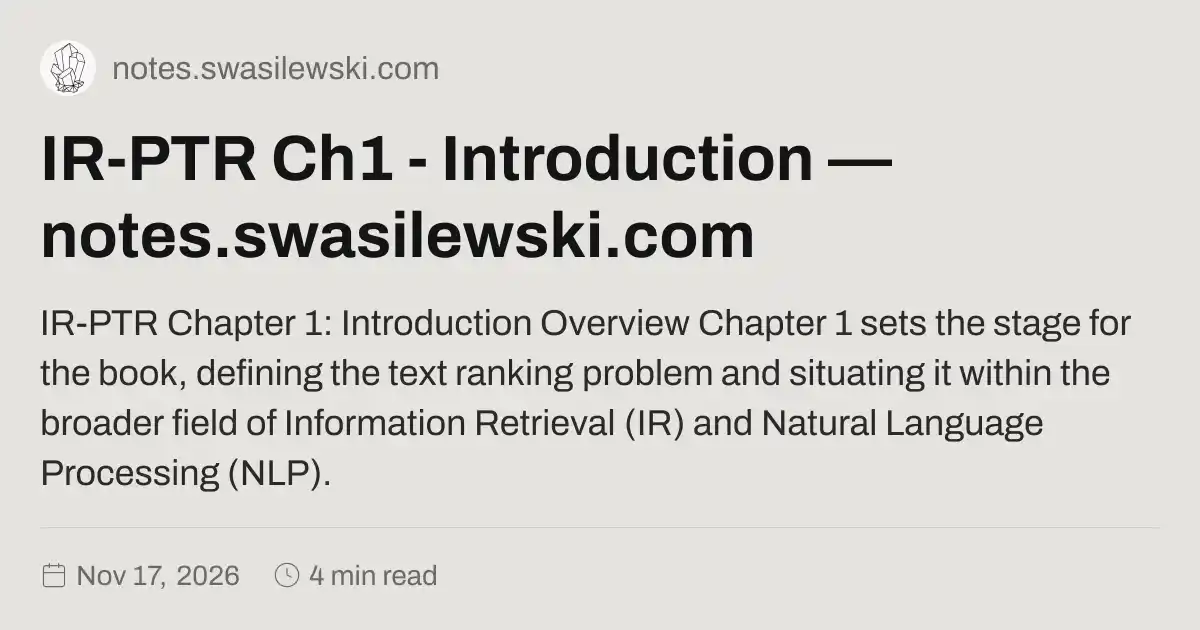 notes.swasilewski.com
IR-PTR Ch1 - Introduction —
notes.swasilewski.com
IR-PTR Chapter 1: Introduction Overview Chapter 1 sets the stage for
the book, defining the text ranking problem and situating it within the
broader field of Information Retrieval (IR) and Natural Language
Processing (NLP).
Nov 17, 2026 4 min read